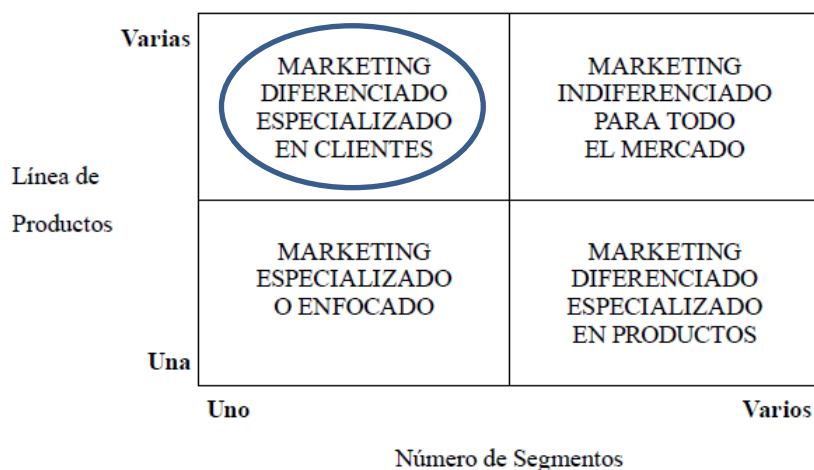 Varias
MARKETING
DIFERENCIADO
ESPECIALIZADO
EN CLIENTES
MARKETING
INDIFERENCIADO
PARA TODO
EL MERCADO
Línea de
Productos
MARKETING
ESPECIALIZADO
O ENFOCADO
MARKETING
DIFERENCIADO
ESPECIALIZADO
EN PRODUCTOS
Una
Uno
Varios
Número de Segmentos